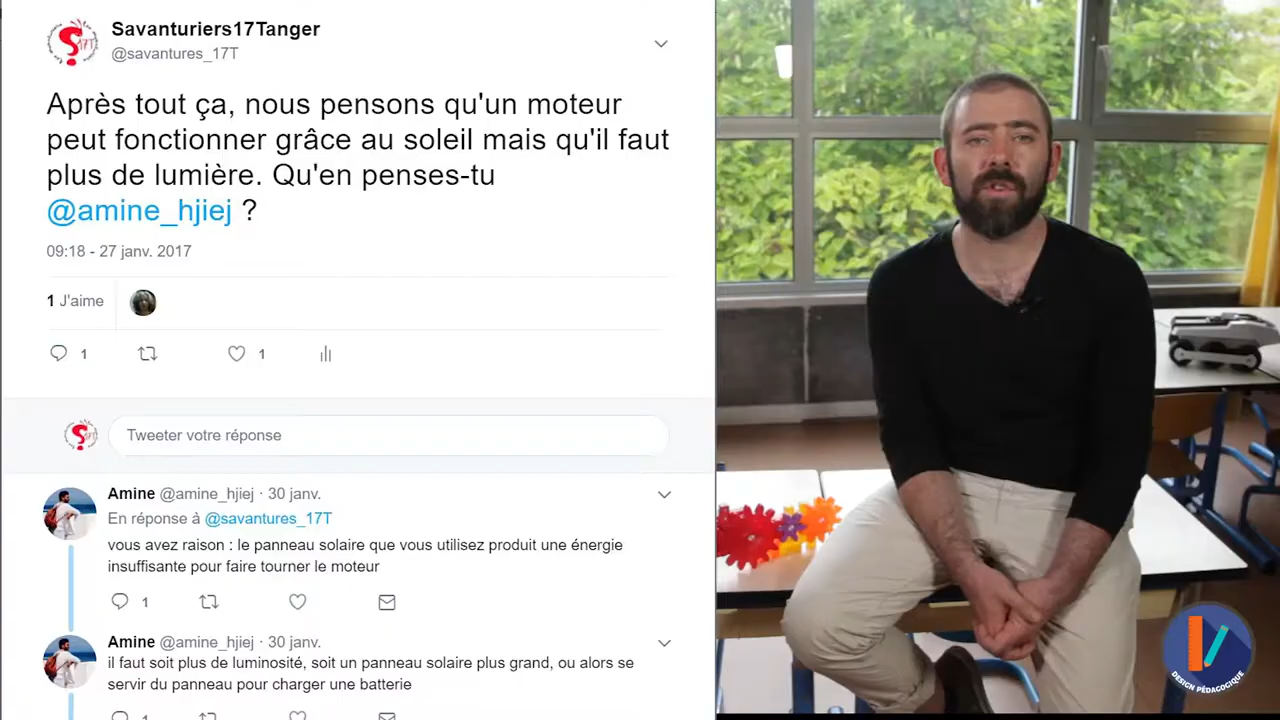 Savanturiers17Tanger
@savantures_17T
Après tout ça, nous pensons qu'un moteur
peut fonctionner grâce au soleil mais qu'il faut
plus de lumière. Qu'en penses-tu
@amine_hjiej ?
09:18 - 27 janv. 2017
1 J'aime
1
1
Tweeter votre réponse
Amine @amine_hjiej · 30 janv.
En réponse à @savantures_17T
vous avez raison : le panneau solaire que vous utilisez produit une énergie
insuffisante pour faire tourner le moteur
1
Amine @amine_hjiej · 30 janv.
il faut soit plus de luminosité, soit un panneau solaire plus grand, ou alors se
servir du panneau pour charger une batterie
1
DESIGN PÉDAGOGIQUE